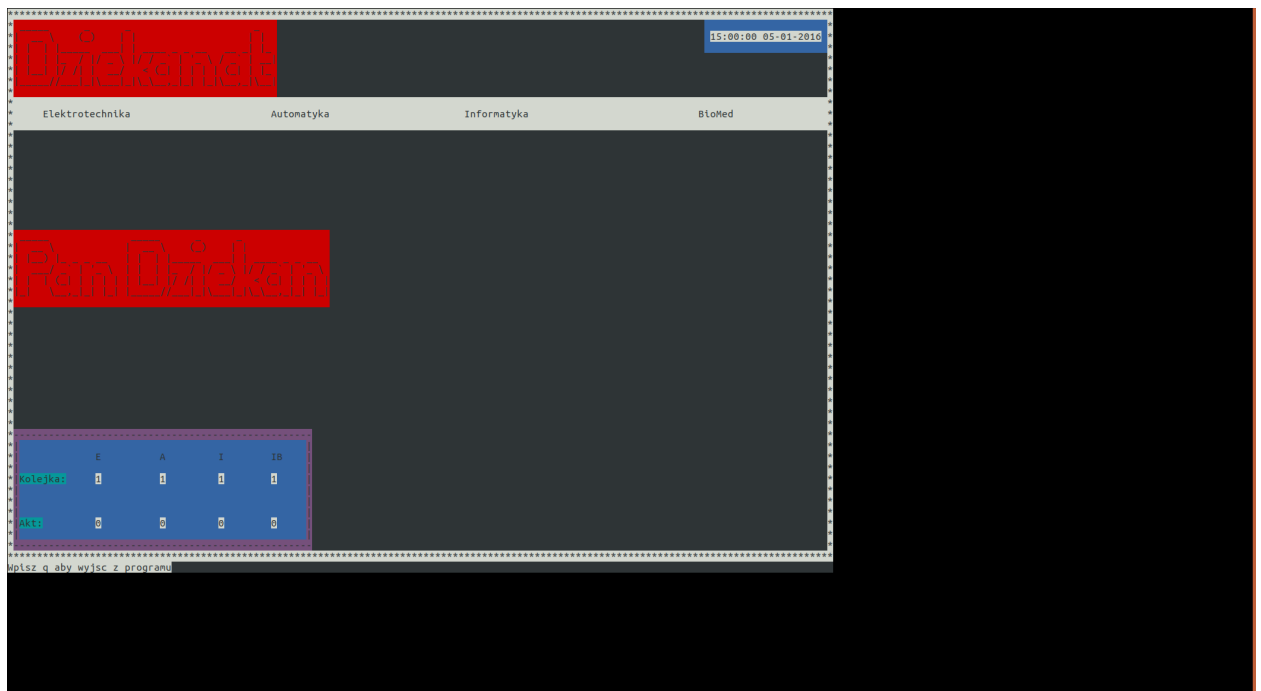 Dziekanat
15:00:00 05-01-2016
Elektrotechnika Automatyka Informatyka BioMed
Pan Dziekan
E A I IB
Kolejka: 1 1 1 1
Akt: 0 0 0 0
Wpisz q aby wyjsc z programu